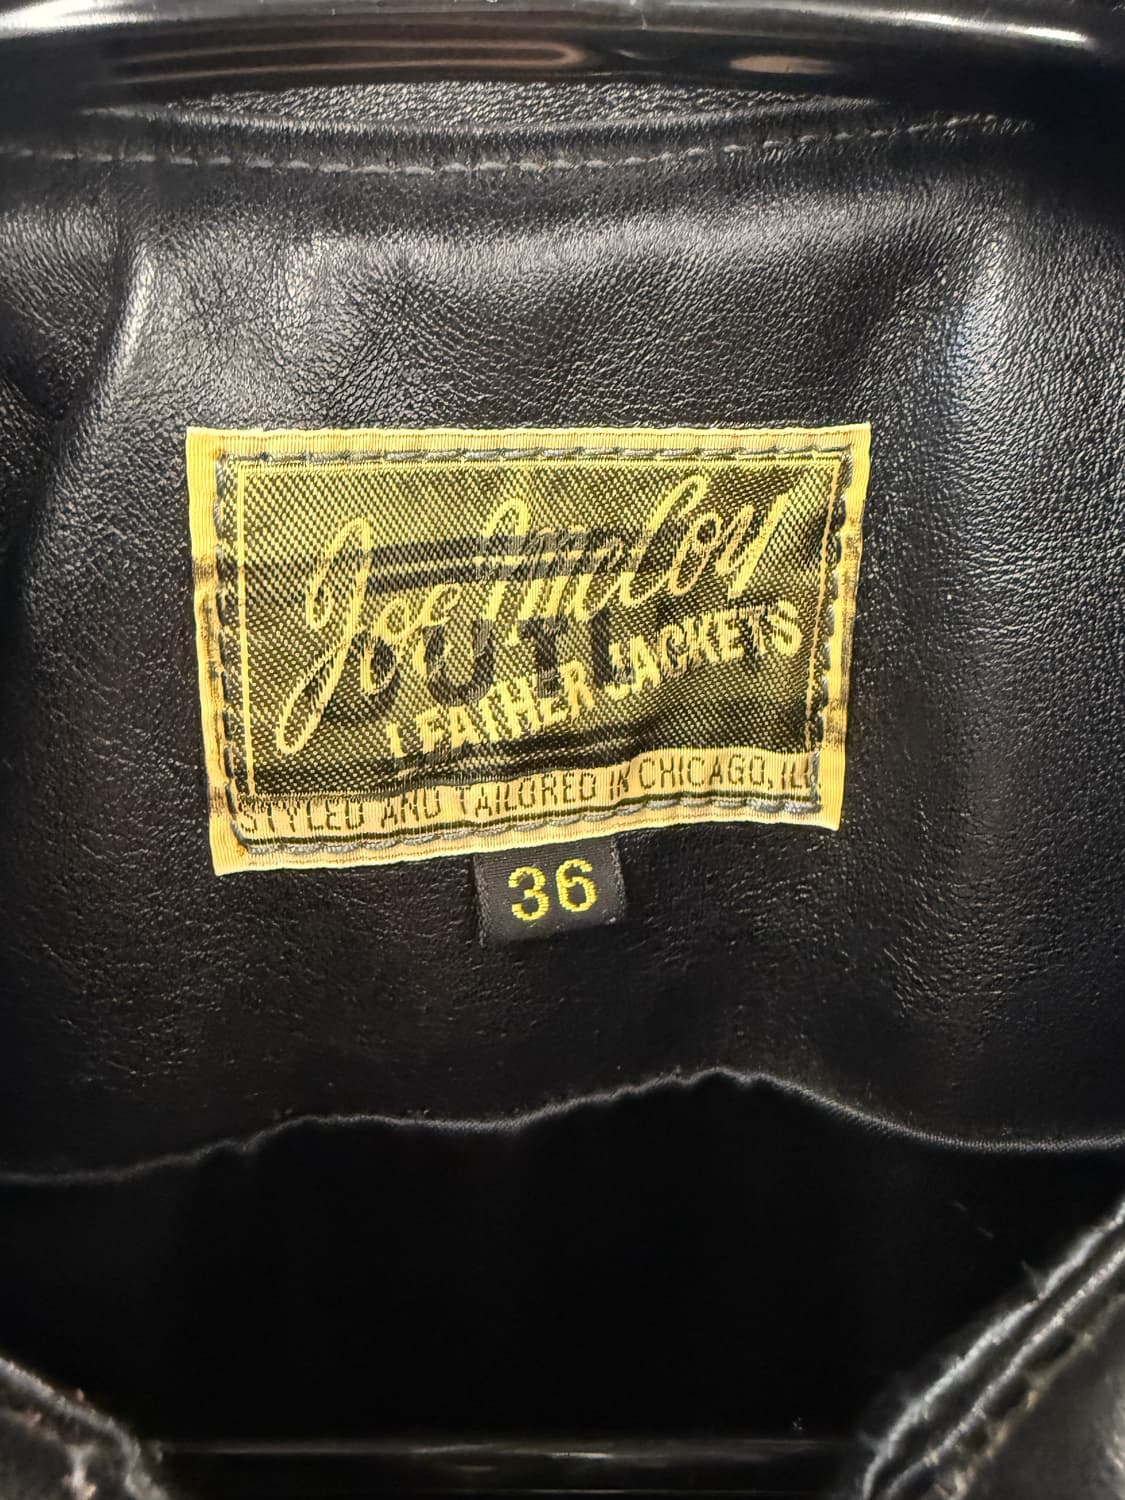 Joe McCoy
LEATHER JACKETS
STYLED AND TAILORED IN CHICAGO, ILL
36